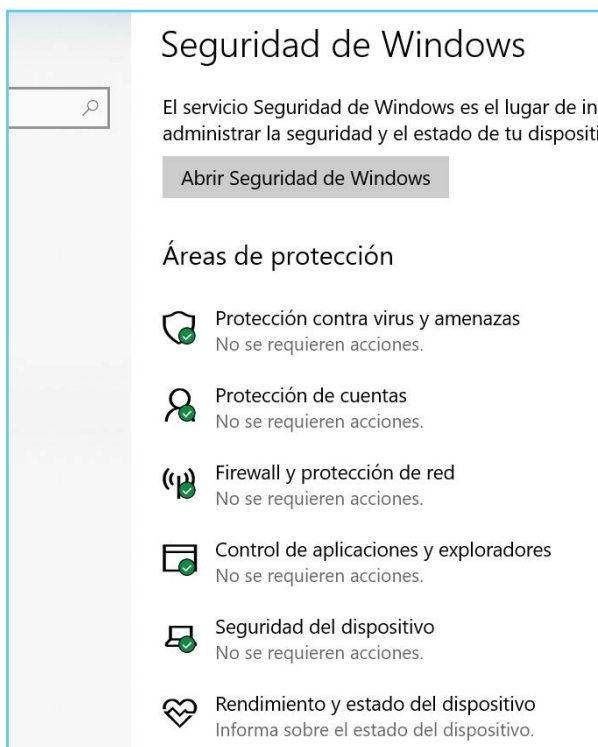 Seguridad de Windows
El servicio Seguridad de Windows es el lugar de in
administrar la seguridad y el estado de tu dispositi
Abrir Seguridad de Windows
Áreas de protección
Protección contra virus y amenazas
No se requieren acciones.
Protección de cuentas
No se requieren acciones.
Firewall y protección de red
No se requieren acciones.
Control de aplicaciones y exploradores
No se requieren acciones.
Seguridad del dispositivo
No se requieren acciones.
Rendimiento y estado del dispositivo
Informa sobre el estado del dispositivo.